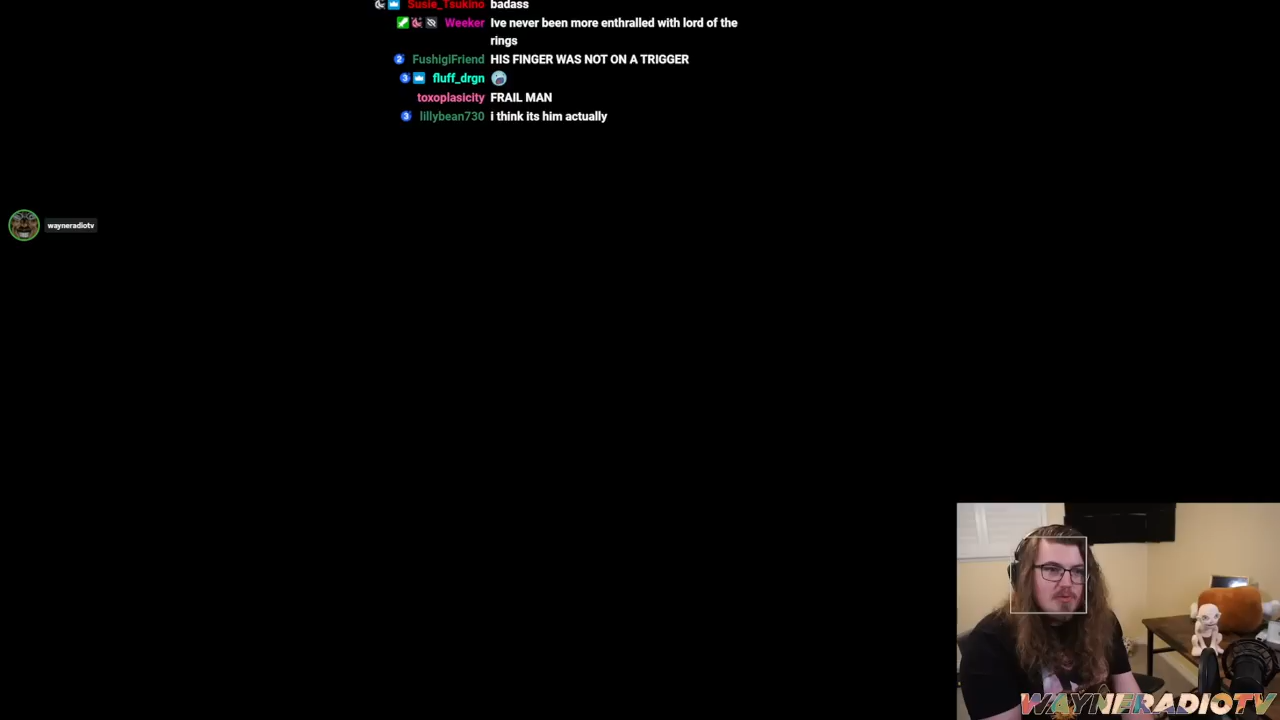 Susie_Tsukino badass
Weeker Ive never been more enthralled with lord of the
rings
FushigiFriend HIS FINGER WAS NOT ON A TRIGGER
fluff_drgn
toxoplasicity FRAIL MAN
lillybean730 i think its him actually
wayneradiotv
WAYNERADIOTV